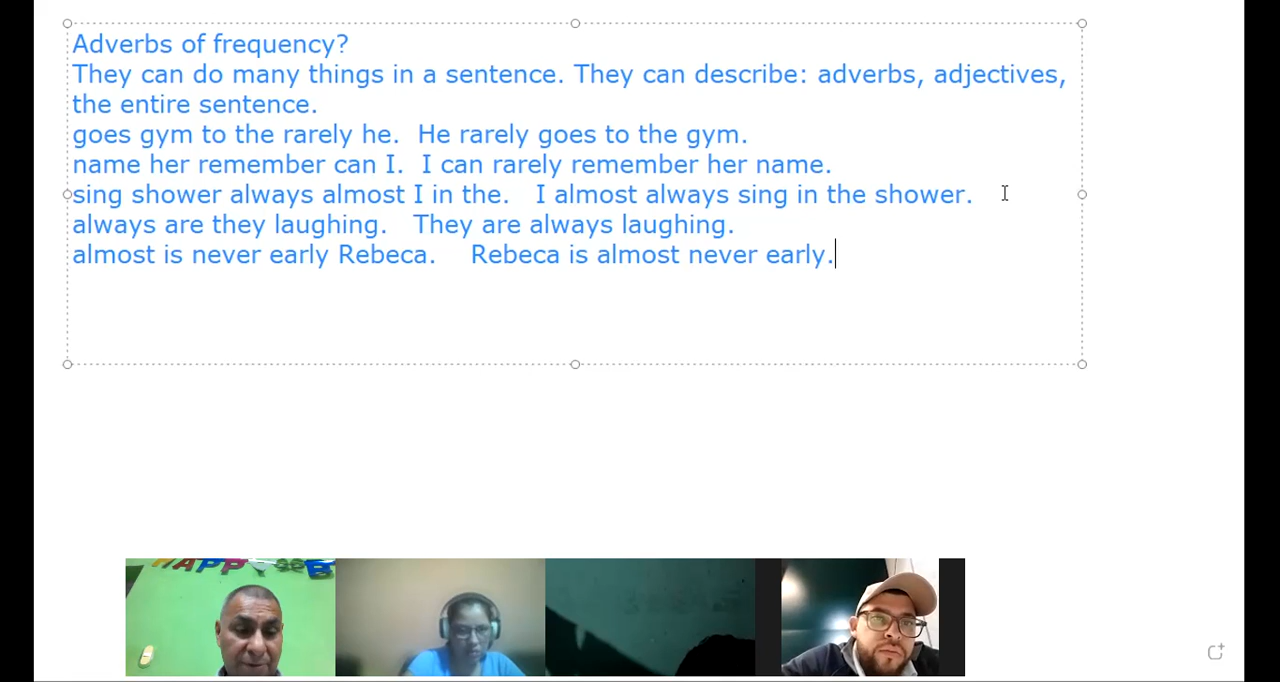 Adverbs of frequency?
They can do many things in a sentence. They can describe: adverbs, adjectives,
the entire sentence.
goes gym to the rarely he.  He rarely goes to the gym.
name her remember can I.  I can rarely remember her name.
sing shower always almost I in the.  I almost always sing in the shower.
always are they laughing.  They are always laughing.
almost is never early Rebeca.  Rebeca is almost never early.
HAPP